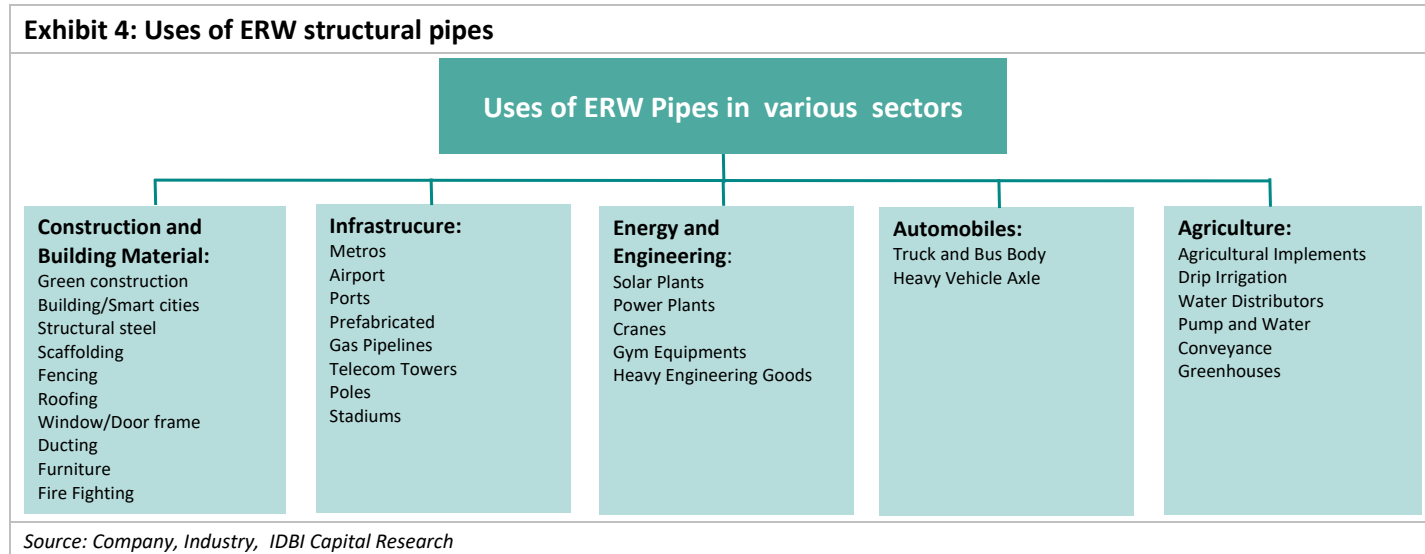 Exhibit 4: Uses of ERW structural pipes
Uses of ERW Pipes in various sectors
Construction and
Building Material:
Green construction
Building/Smart cities
Structural steel
Scaffolding
Fencing
Roofing
Window/Door frame
Ducting
Furniture
Fire Fighting
Infrastrucure:
Metros
Airport
Ports
Prefabricated
Gas Pipelines
Telecom Towers
Poles
Stadiums
Energy and
Engineering:
Solar Plants
Power Plants
Cranes
Gym Equipments
Heavy Engineering Goods
Automobiles:
Truck and Bus Body
Heavy Vehicle Axle
Agriculture:
Agricultural Implements
Drip Irrigation
Water Distributors
Pump and Water
Conveyance
Greenhouses
Source: Company, Industry, IDBI Capital Research